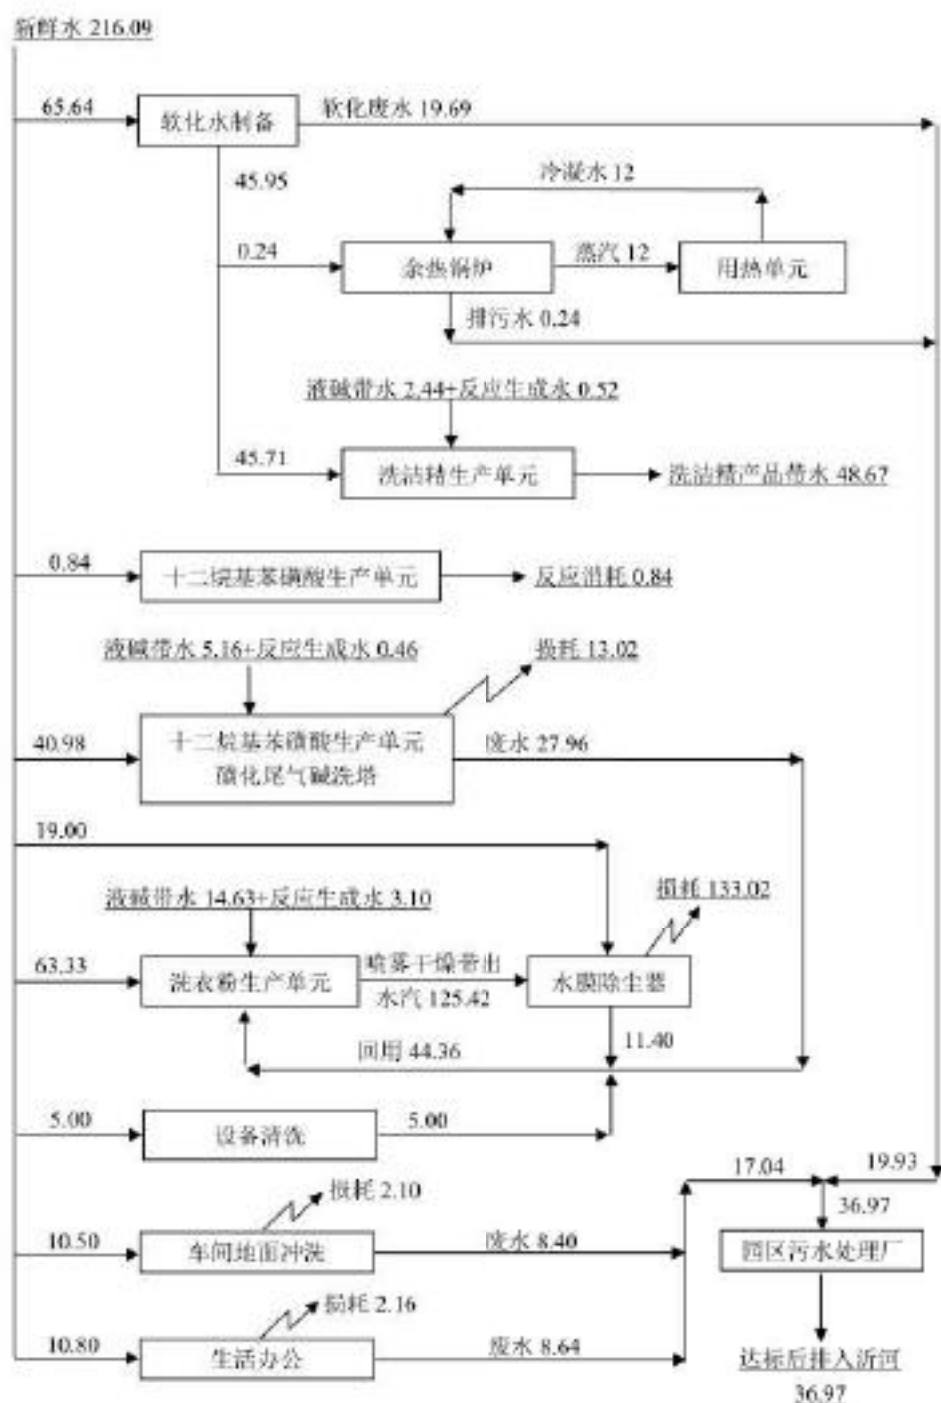 新鲜水 216.09
65.64
软化水制备
软化废水 19.69
45.95
冷凝水 12
0.24
余热锅炉
蒸汽 12
用热单元
排污水 0.24
液碱带水 2.44+反应生成水 0.52
45.71
洗洁精生产单元
洗洁精产品带水 48.67
0.84
十二烷基苯磺酸生产单元
反应消耗 0.84
液碱带水 5.16+反应生成水 0.46
损耗 13.02
40.98
十二烷基苯磺酸生产单元
磺化尾气碱洗塔
废水 27.96
19.00
液碱带水 14.63+反应生成水 3.10
损耗 133.02
63.33
洗衣粉生产单元
喷雾干燥带出
水汽 125.42
水膜除尘器
11.40
回用 44.36
5.00
设备清洗
5.00
17.04
19.93
损耗 2.10
36.97
10.50
车间地面冲洗
废水 8.40
园区污水处理厂
损耗 2.16
10.80
生活办公
废水 8.64
达标后排入沂河
36.97